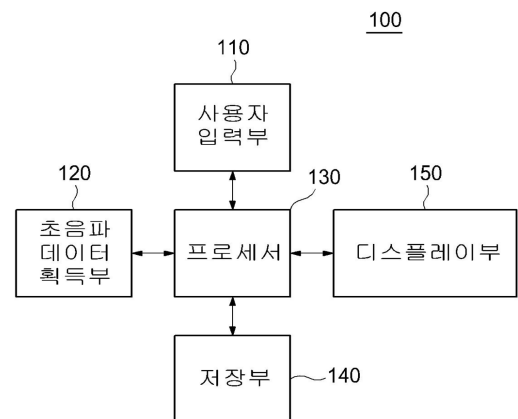 100
110
사용자
입력부
120
초음파
데이터
획득부
130
프로세서
150
디스플레이부
저장부
140